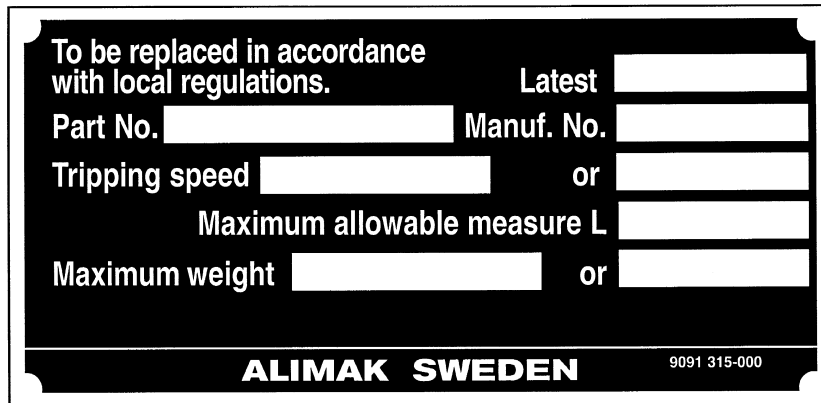 To be replaced in accordance
with local regulations. Latest
Part No. Manuf. No.
Tripping speed or
Maximum allowable measure L
Maximum weight or
ALIMAK SWEDEN 9091 315-000